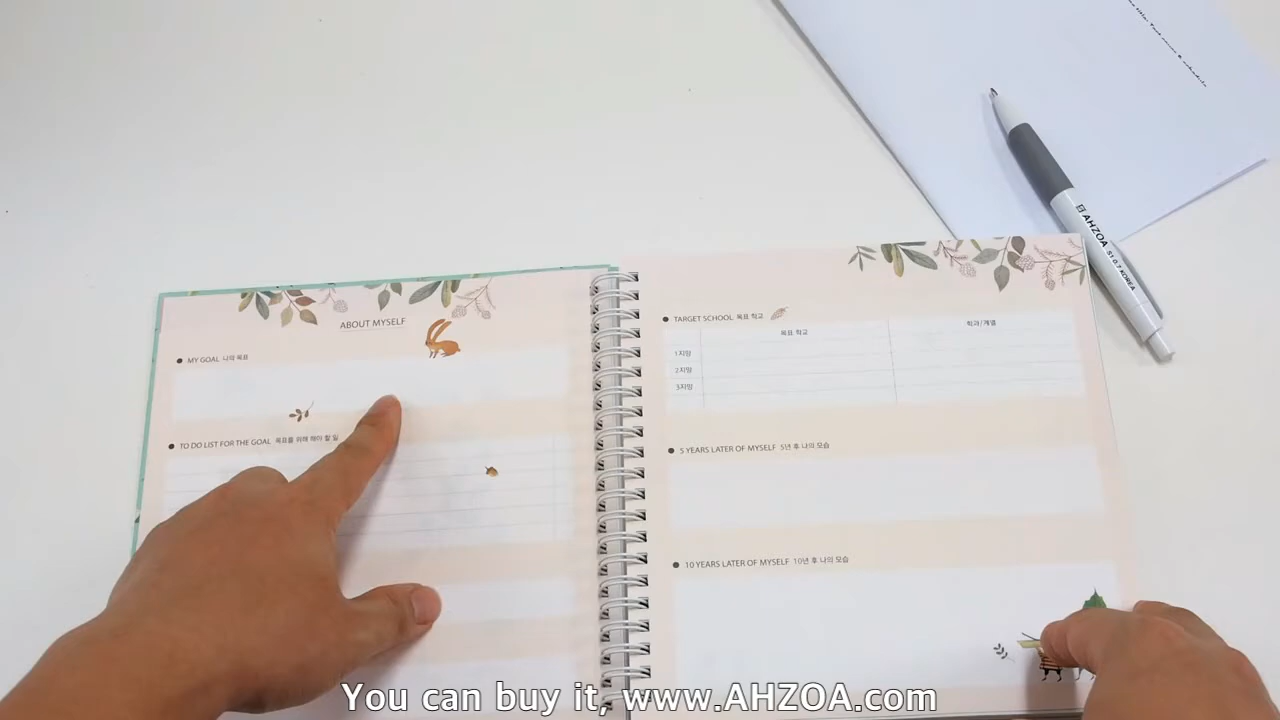 ABOUT MYSELF
MY GOAL 나의 목표
TO DO LIST FOR THE GOAL 목표를 위해 해야 할 일
TARGET SCHOOL 목표 학교
목표 학교 학과/계열
1지망
2지망
3지망
5 YEARS LATER OF MYSELF 5년 후 나의 모습
10 YEARS LATER OF MYSELF 10년 후 나의 모습
AHZOA S1 0.7 KOREA
You can buy it, www.AHZOA.com